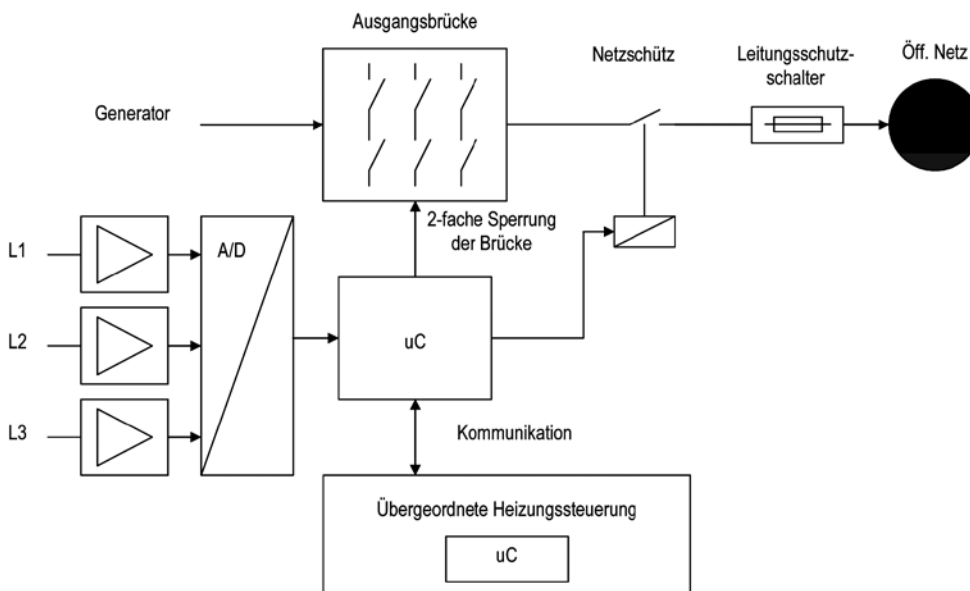 Ausgangsbrücke
Netzschütz
Leitungsschutz-
schalter
Öff. Netz
Generator
2-fache Sperrung
der Brücke
L1
A/D
L2
uC
L3
Kommunikation
Übergeordnete Heizungssteuerung
uC